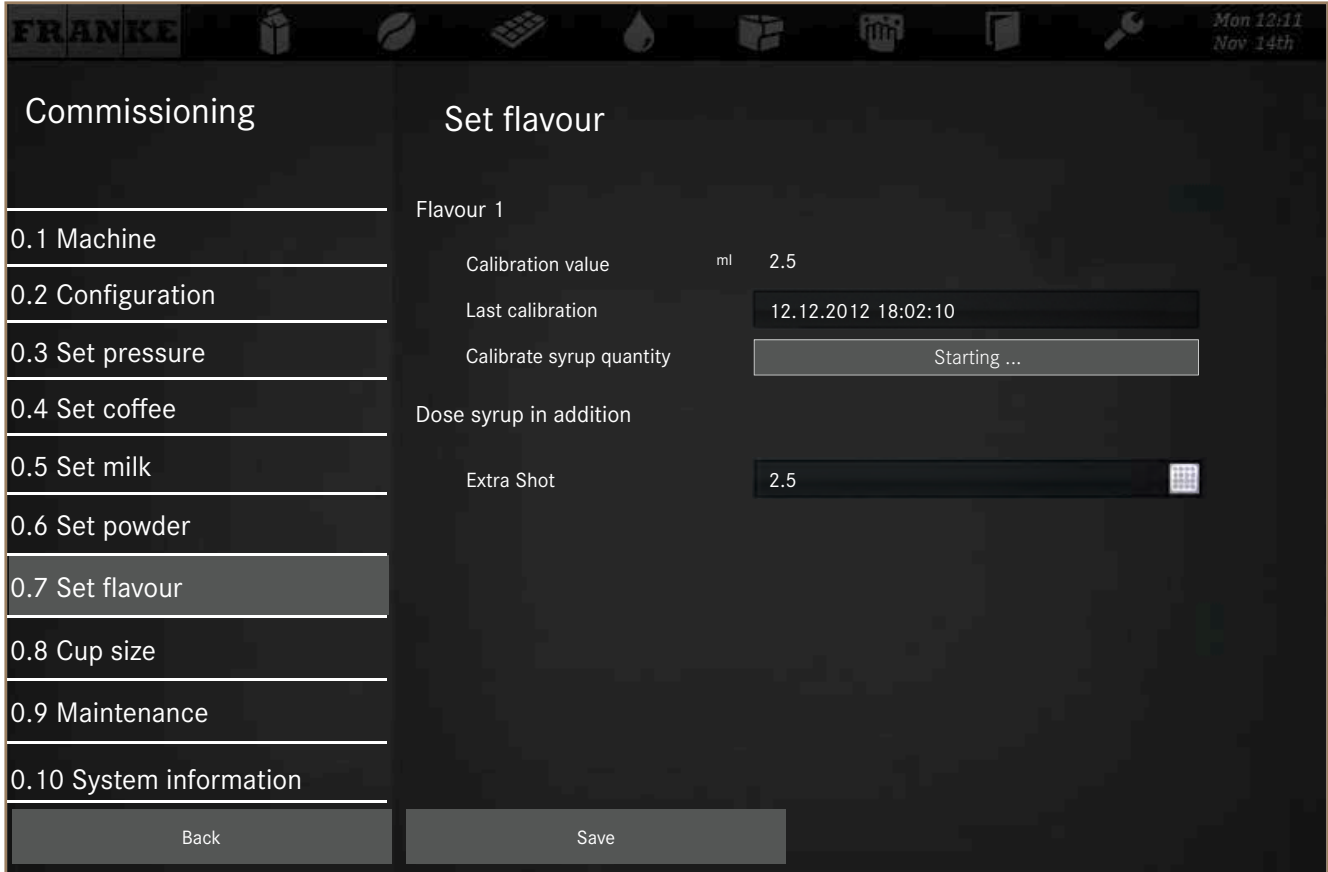 FRANKE
Mon 12:11
Nov 14th
Commissioning
0.1 Machine
0.2 Configuration
0.3 Set pressure
0.4 Set coffee
0.5 Set milk
0.6 Set powder
0.7 Set flavour
0.8 Cup size
0.9 Maintenance
0.10 System information
Back
Set flavour
Flavour 1
Calibration value ml 2.5
Last calibration 12.12.2012 18:02:10
Calibrate syrup quantity Starting ...
Dose syrup in addition
Extra Shot 2.5
Save